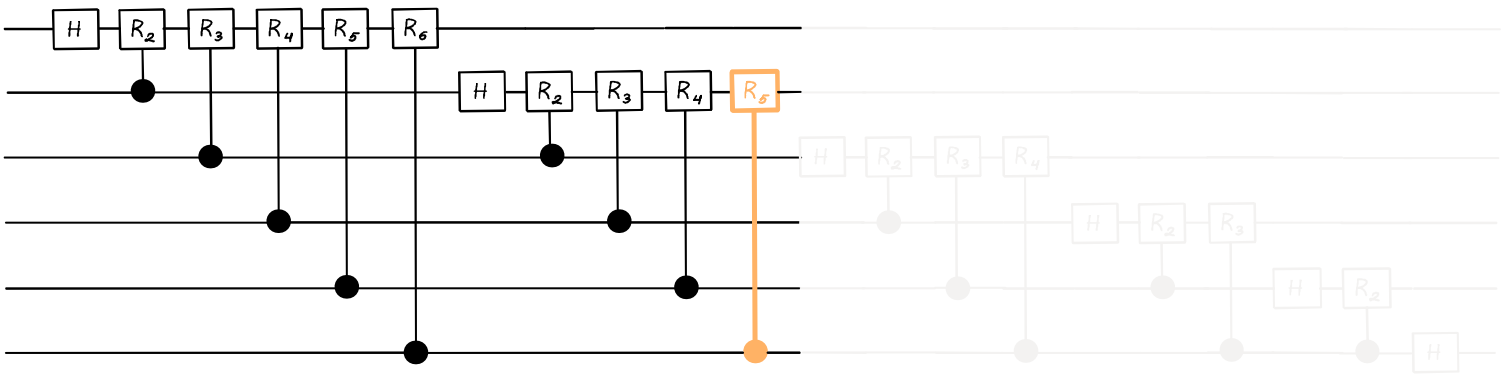 H R₂ R₃ R₄ R₅ R₆
H R₂ R₃ R₄ R₅
H R₂ R₃ R₄
H R₂ R₃
H R₂
H